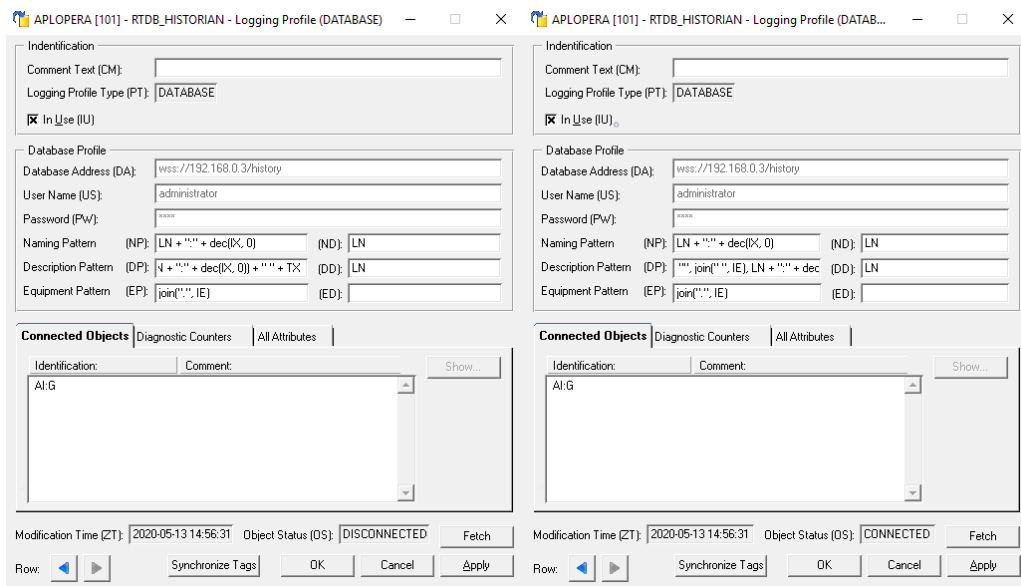 APLOPERA [101] - RTDB_HISTORIAN - Logging Profile (DATABASE)
Indentification
Comment Text (CM):
Logging Profile Type (PT): DATABASE
In Use (IU)
Database Profile
Database Address (DA): wss://192.168.0.3/history
User Name (US): administrator
Password (PW): ****
Naming Pattern (NP): LN + ":" + dec(IX, 0) (ND): LN
Description Pattern (DP): N + ":" + dec(IX, 0)) + " " + TX (DD): LN
Equipment Pattern (EP): join(".", IE) (ED):
Connected Objects Diagnostic Counters All Attributes
Identification: Comment: Show...
AI:G
Modification Time (ZT): 2020-05-13 14:56:31 Object Status (OS): DISCONNECTED Fetch
Row: Synchronize Tags OK Cancel Apply
APLOPERA [101] - RTDB_HISTORIAN - Logging Profile (DATAB...
Indentification
Comment Text (CM):
Logging Profile Type (PT): DATABASE
In Use (IU)
Database Profile
Database Address (DA): wss://192.168.0.3/history
User Name (US): administrator
Password (PW): ****
Naming Pattern (NP): LN + ":" + dec(IX, 0) (ND): LN
Description Pattern (DP): "", join(" ", IE), LN + ":" + dec (DD): LN
Equipment Pattern (EP): join(".", IE) (ED):
Connected Objects Diagnostic Counters All Attributes
Identification: Comment: Show...
AI:G
Modification Time (ZT): 2020-05-13 14:56:31 Object Status (OS): CONNECTED Fetch
Row: Synchronize Tags OK Cancel Apply